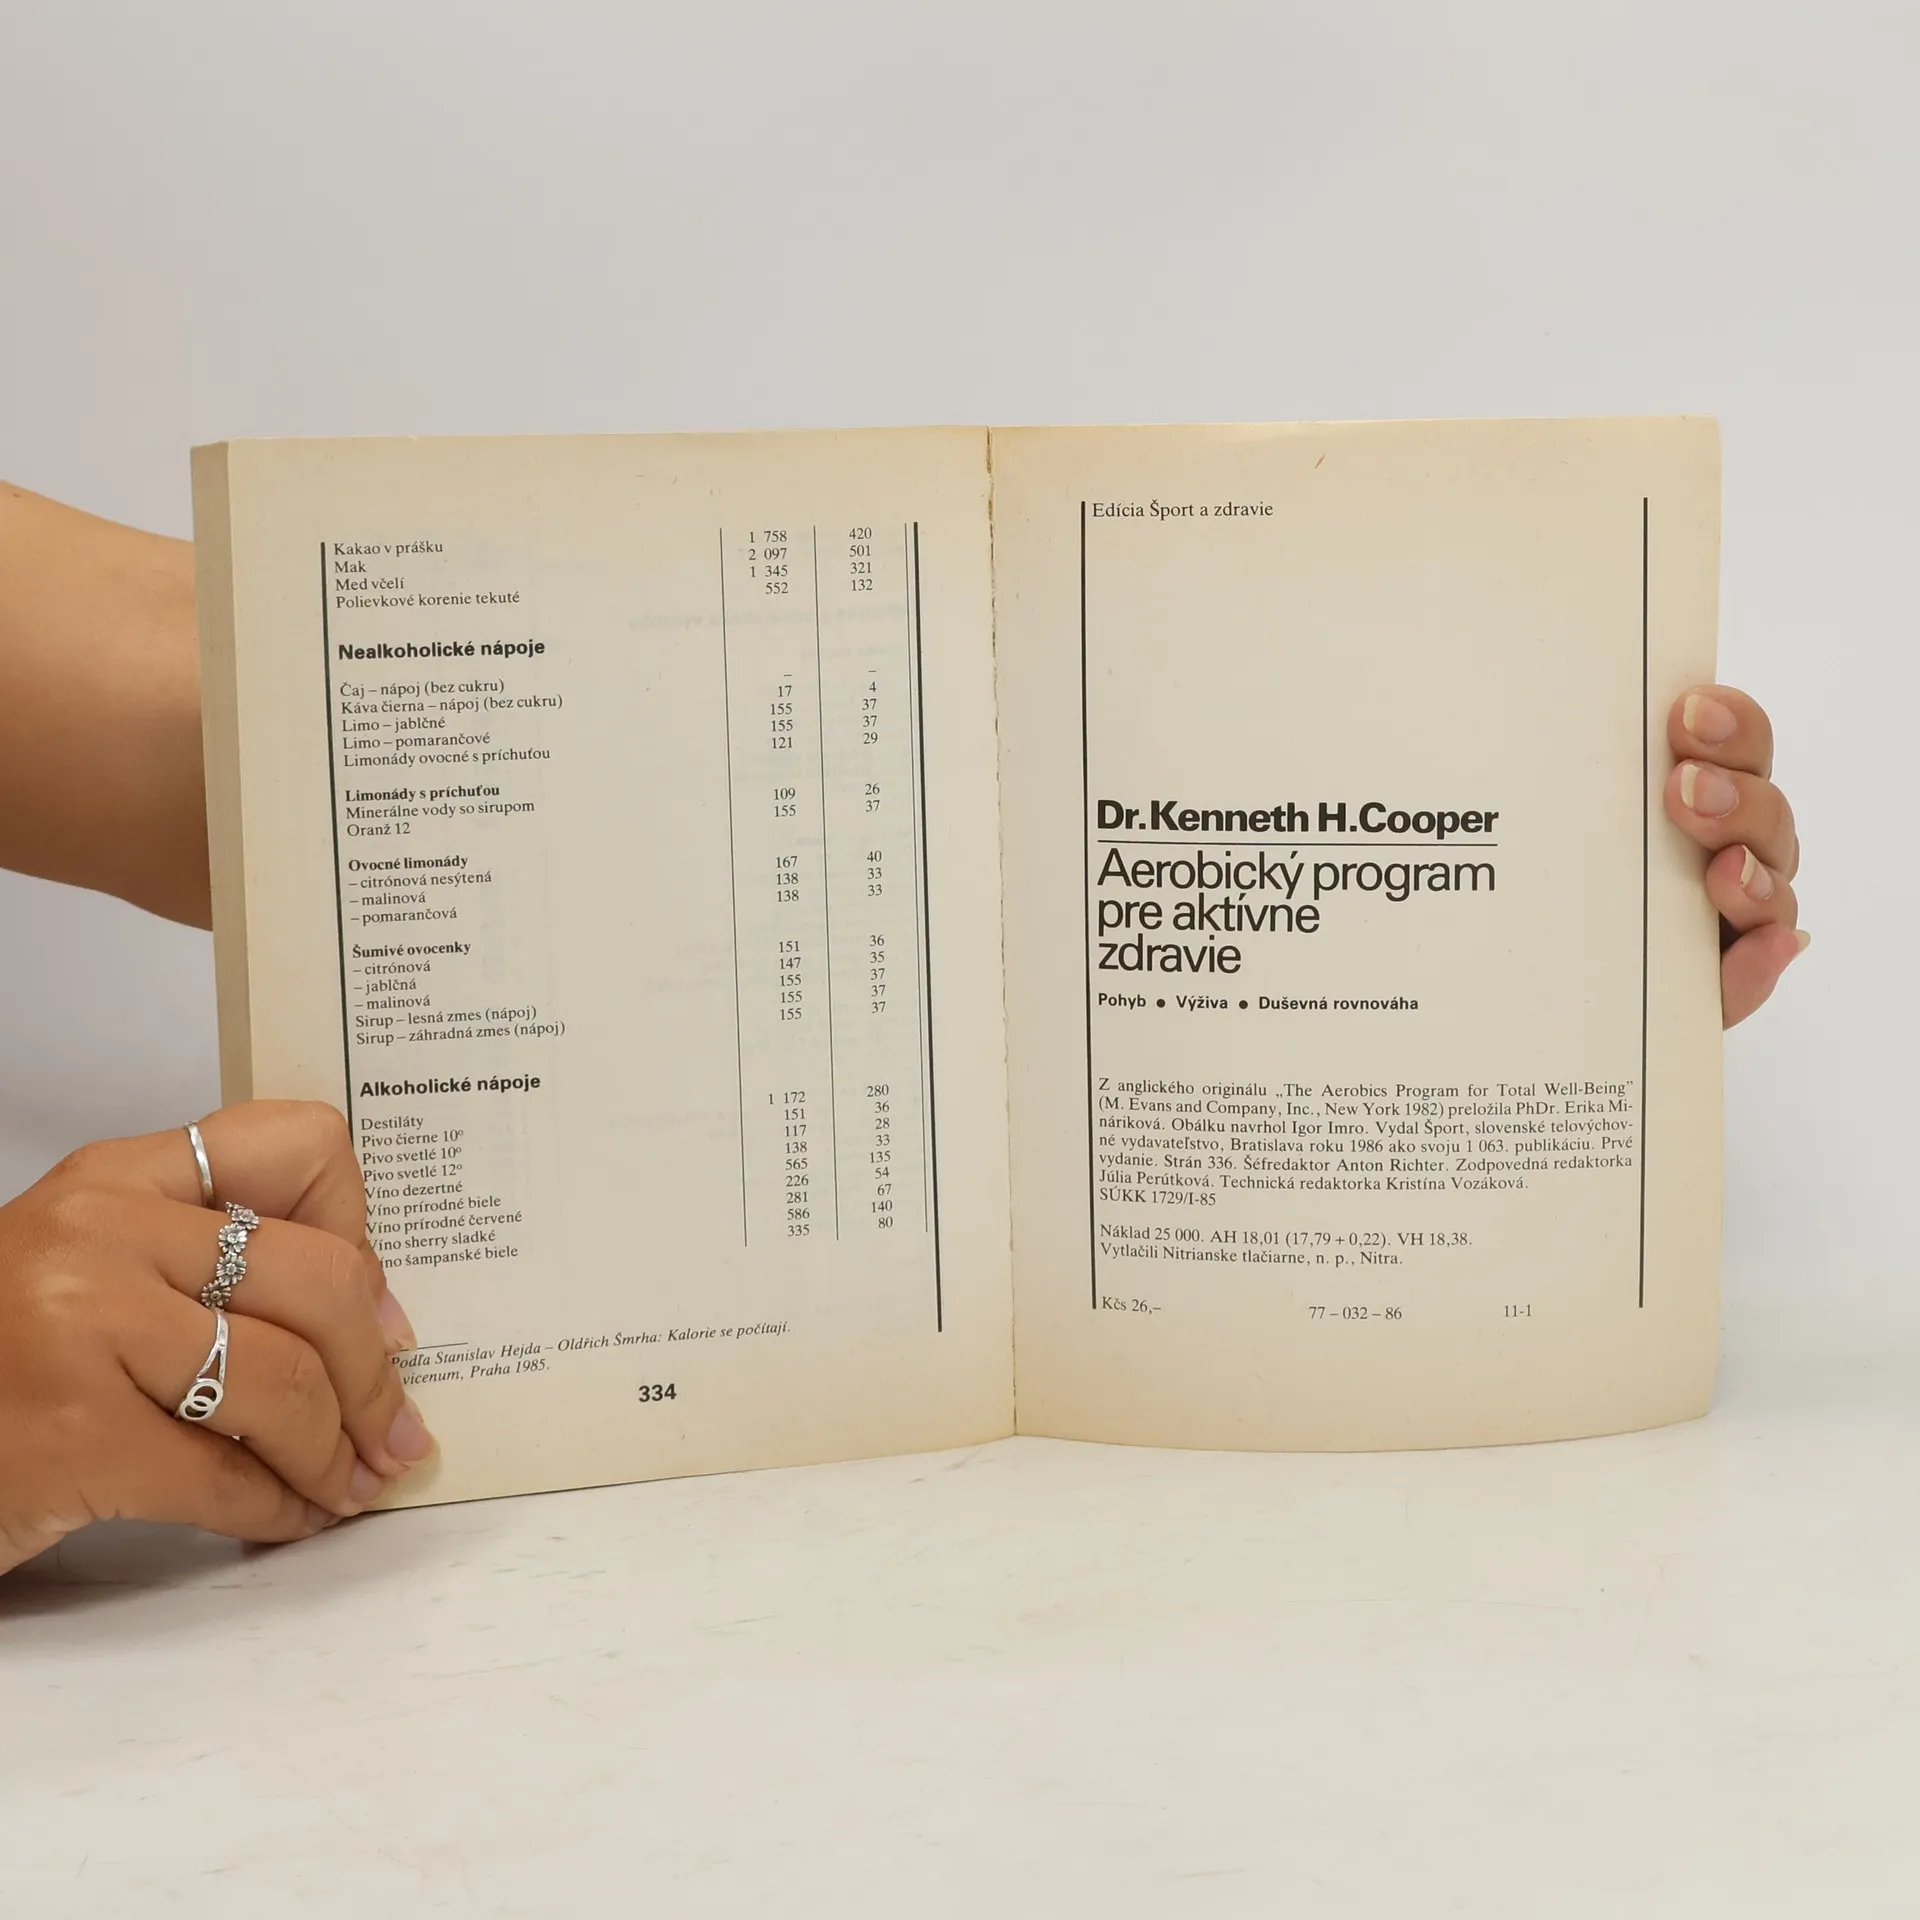 Kakao v prášku 1 758 420
Mak 2 097 501
Med včelí 1 345 321
Polievkové korenie tekuté 552 132
Nealkoholické nápoje
Čaj – nápoj (bez cukru) – –
Káva čierna – nápoj (bez cukru) 17 4
Limo – jablčné 155 37
Limo – pomarančové 155 37
Limonády ovocné s príchuťou 121 29
Limonády s príchuťou
Minerálne vody so sirupom 109 26
Oranž 12 155 37
Ovocné limonády
– citrónová nesýtená 167 40
– malinová 138 33
– pomarančová 138 33
Šumivé ovocenky
– citrónová 151 36
– jablčná 147 35
– malinová 155 37
Sirup – lesná zmes (nápoj) 155 37
Sirup – záhradná zmes (nápoj) 155 37
Alkoholické nápoje
Destiláty 1 172 280
Pivo čierne 10º 151 36
Pivo svetlé 10º 117 28
Pivo svetlé 12º 138 33
Víno dezertné 565 135
Víno prírodné biele 226 54
Víno prírodné červené 281 67
Víno sherry sladké 586 140
íno šampanské biele 335 80
Podľa Stanislav Hejda – Oldřich Šmrha: Kalorie se počítají.
vicenum, Praha 1985.
334
Edícia Šport a zdravie
Dr.Kenneth H.Cooper
Aerobický program
pre aktívne
zdravie
Pohyb ● Výživa ● Duševná rovnováha
Z anglického originálu „The Aerobics Program for Total Well-Being”
(M. Evans and Company, Inc., New York 1982) preložila PhDr. Erika Mi-
náriková. Obálku navrhol Igor Imro. Vydal Šport, slovenské telovýchov-
né vydavateľstvo, Bratislava roku 1986 ako svoju 1 063. publikáciu. Prvé
vydanie. Strán 336. Šéfredaktor Anton Richter. Zodpovedná redaktorka
Júlia Perútková. Technická redaktorka Kristína Vozáková.
SÚKK 1729/I-85
Náklad 25 000. AH 18,01 (17,79 + 0,22). VH 18,38.
Vytlačili Nitrianske tlačiarne, n. p., Nitra.
Kčs 26,– 77 – 032 – 86 11-1